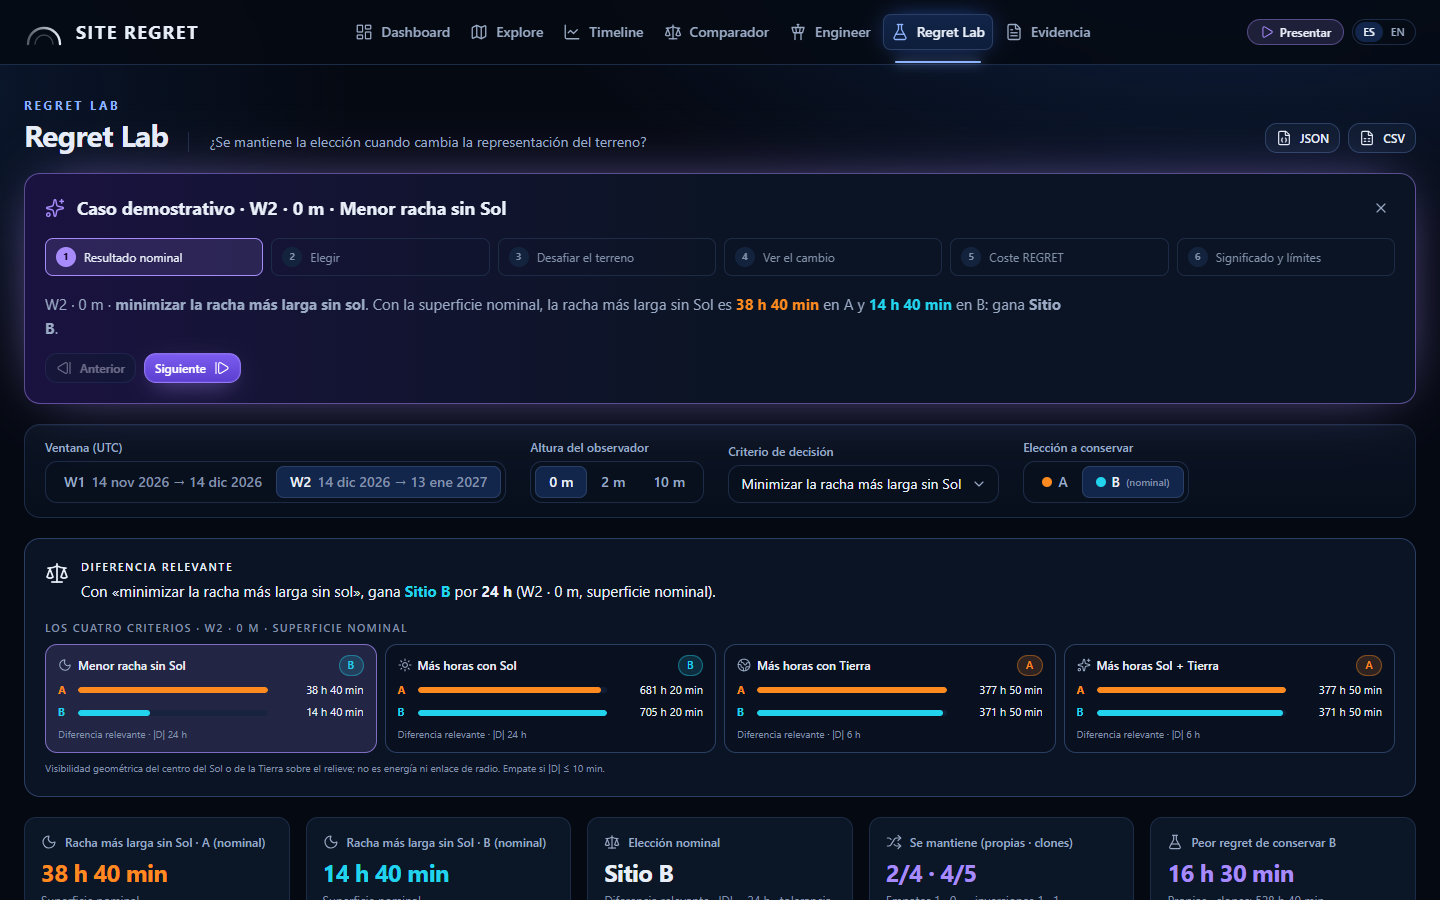 SITE REGRET
Dashboard
Explore
Timeline
Comparador
Engineer
Regret Lab
Evidencia
Presentar
ES
EN
REGRET LAB
Regret Lab
¿Se mantiene la elección cuando cambia la representación del terreno?
JSON
CSV
Caso demostrativo · W2 · 0 m · Menor racha sin Sol
1 Resultado nominal
2 Elegir
3 Desafiar el terreno
4 Ver el cambio
5 Coste REGRET
6 Significado y límites
W2 · 0 m · minimizar la racha más larga sin sol. Con la superficie nominal, la racha más larga sin Sol es 38 h 40 min en A y 14 h 40 min en B: gana Sitio
B.
Anterior
Siguiente
Ventana (UTC)
W1 14 nov 2026 → 14 dic 2026
W2 14 dic 2026 → 13 ene 2027
Altura del observador
0 m
2 m
10 m
Criterio de decisión
Minimizar la racha más larga sin Sol
Elección a conservar
A
B (nominal)
DIFERENCIA RELEVANTE
Con «minimizar la racha más larga sin sol», gana Sitio B por 24 h (W2 · 0 m, superficie nominal).
LOS CUATRO CRITERIOS · W2 · 0 M · SUPERFICIE NOMINAL
Menor racha sin Sol B
A 38 h 40 min
B 14 h 40 min
Diferencia relevante · |D| 24 h
Más horas con Sol B
A 681 h 20 min
B 705 h 20 min
Diferencia relevante · |D| 24 h
Más horas con Tierra A
A 377 h 50 min
B 371 h 50 min
Diferencia relevante · |D| 6 h
Más horas Sol + Tierra A
A 377 h 50 min
B 371 h 50 min
Diferencia relevante · |D| 6 h
Visibilidad geométrica del centro del Sol o de la Tierra sobre el relieve; no es energía ni enlace de radio. Empate si |D| ≤ 10 min.
Racha más larga sin Sol · A (nominal)
38 h 40 min
Racha más larga sin Sol · B (nominal)
14 h 40 min
Elección nominal
Sitio B
Se mantiene (propias · clones)
2/4 · 4/5
Peor regret de conservar B
16 h 30 min